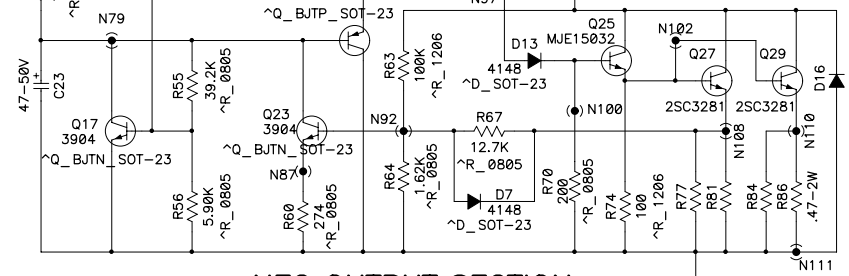 N79
^Q_BJTP_SOT-23
Q25
MJE15032
N102
Q27
Q29
D13
4148
^D_SOT-23
R63
100K
^R_1206
47-50V
+
C23
R55
39.2K
^R_0805
2SC3281
2SC3281
D16
Q17
3904
^Q_BJTN_SOT-23
Q23
3904
^Q_BJTN_SOT-23
N92
R67
12.7K
^R_0805
N100
N108
N110
N87
R64
1.62K
^R_0805
D7
4148
^D_SOT-23
R70
200
^R_0805
R56
5.90K
^R_0805
R60
274
^R_0805
R74
100
^R_1206
R77
R81
R84
R86
.47-2W
N111